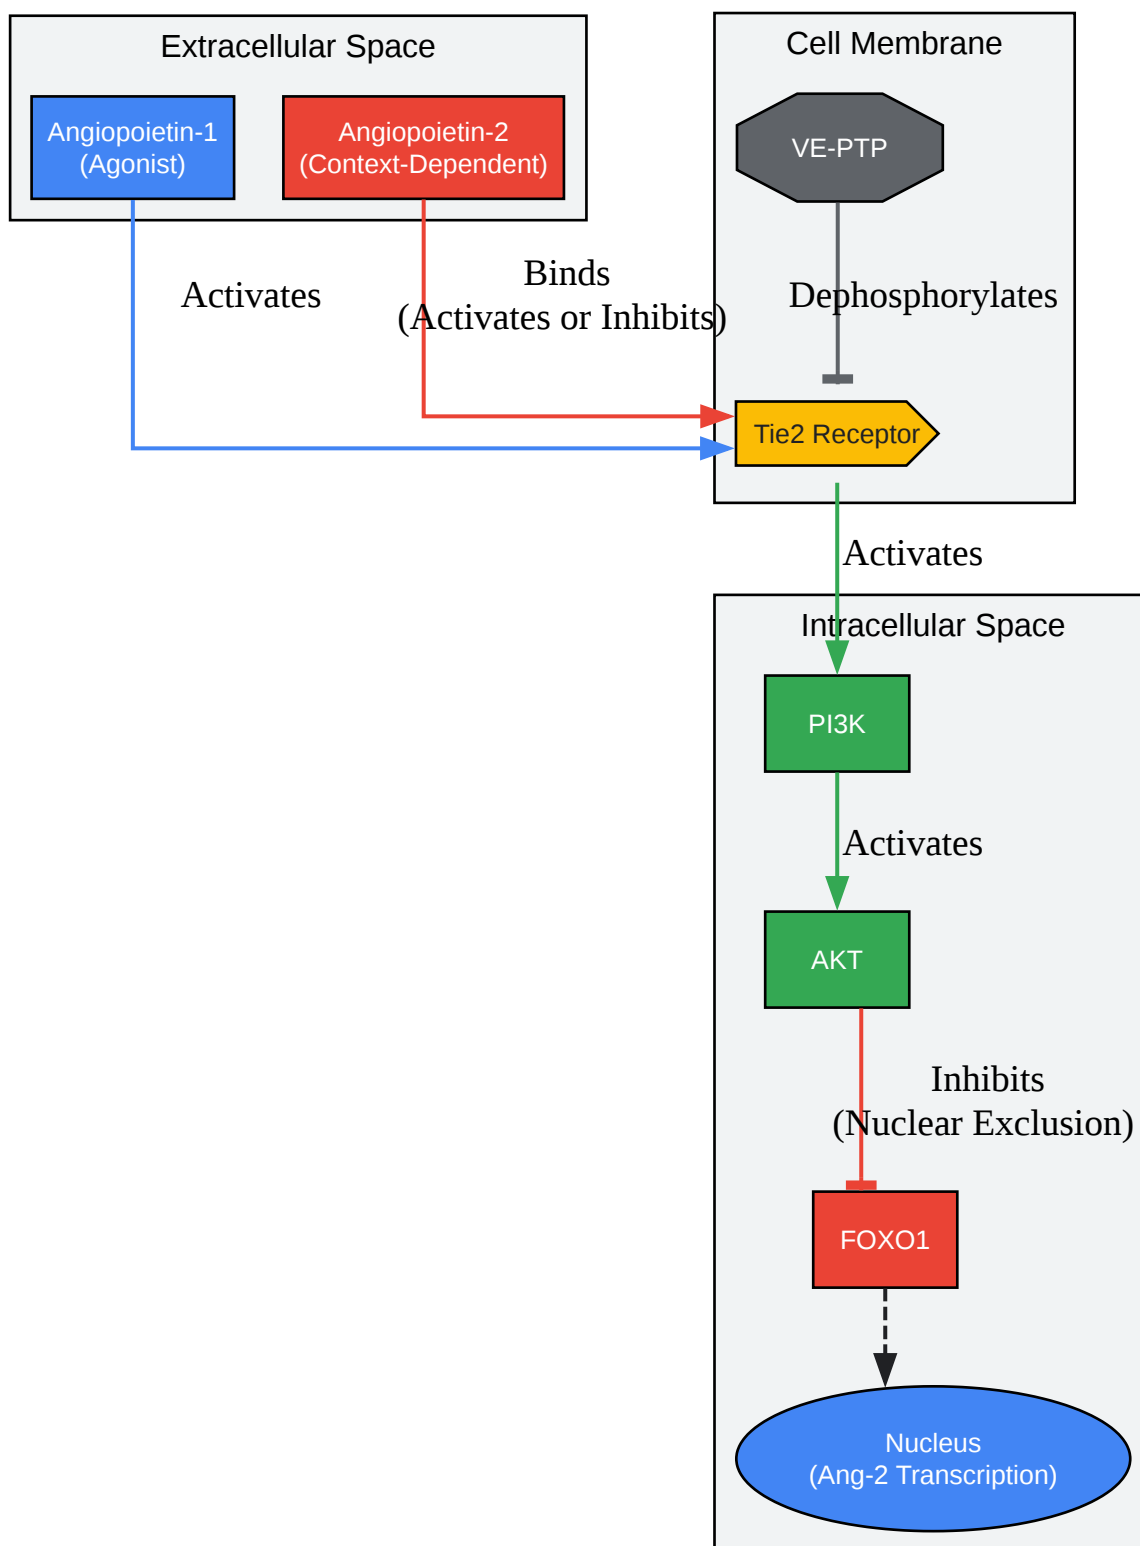 Extracellular Space
Angiopoietin-1
(Agonist)
Angiopoietin-2
(Context-Dependent)
Cell Membrane
VE-PTP
Activates
Binds
(Activates or Inhibits)
Dephosphorylates
Tie2 Receptor
Activates
Intracellular Space
PI3K
Activates
AKT
Inhibits
(Nuclear Exclusion)
FOXO1
Nucleus
(Ang-2 Transcription)